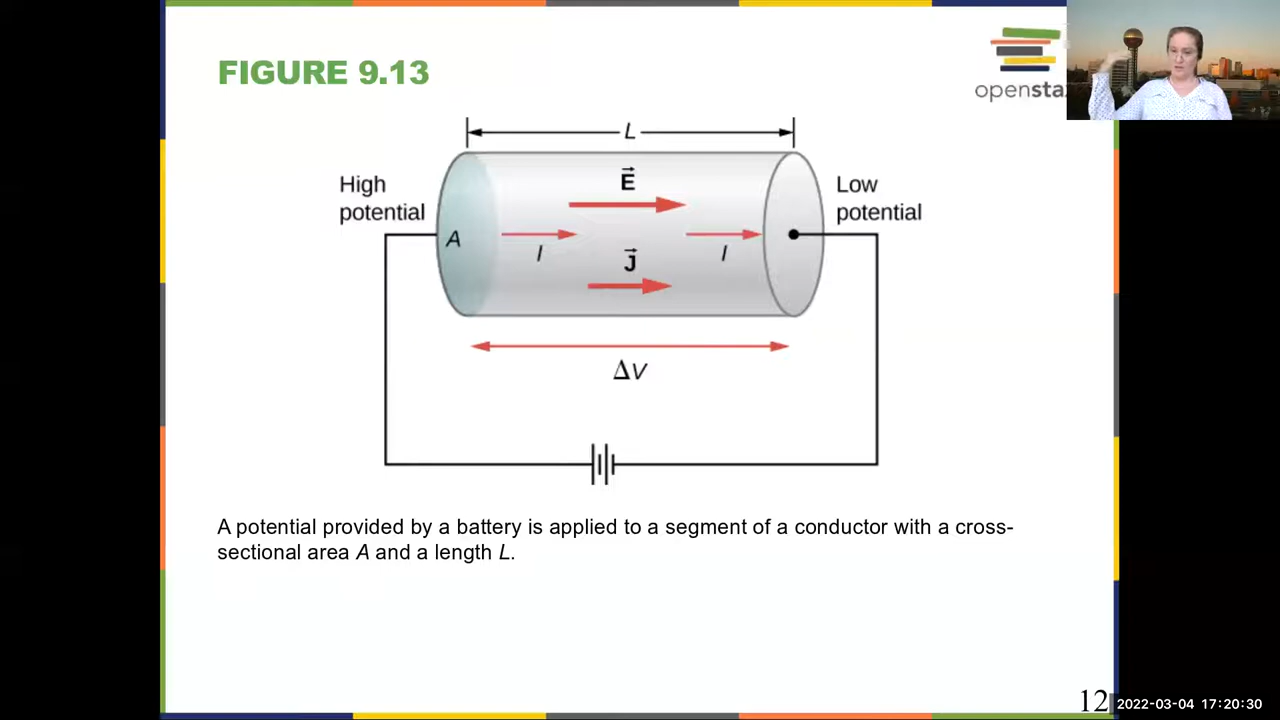 FIGURE 9.13
openstax
L
High
potential
E
Low
potential
A
I
I
J
ΔV
A potential provided by a battery is applied to a segment of a conductor with a cross-
sectional area A and a length L.
12
2022-03-04 17:20:30